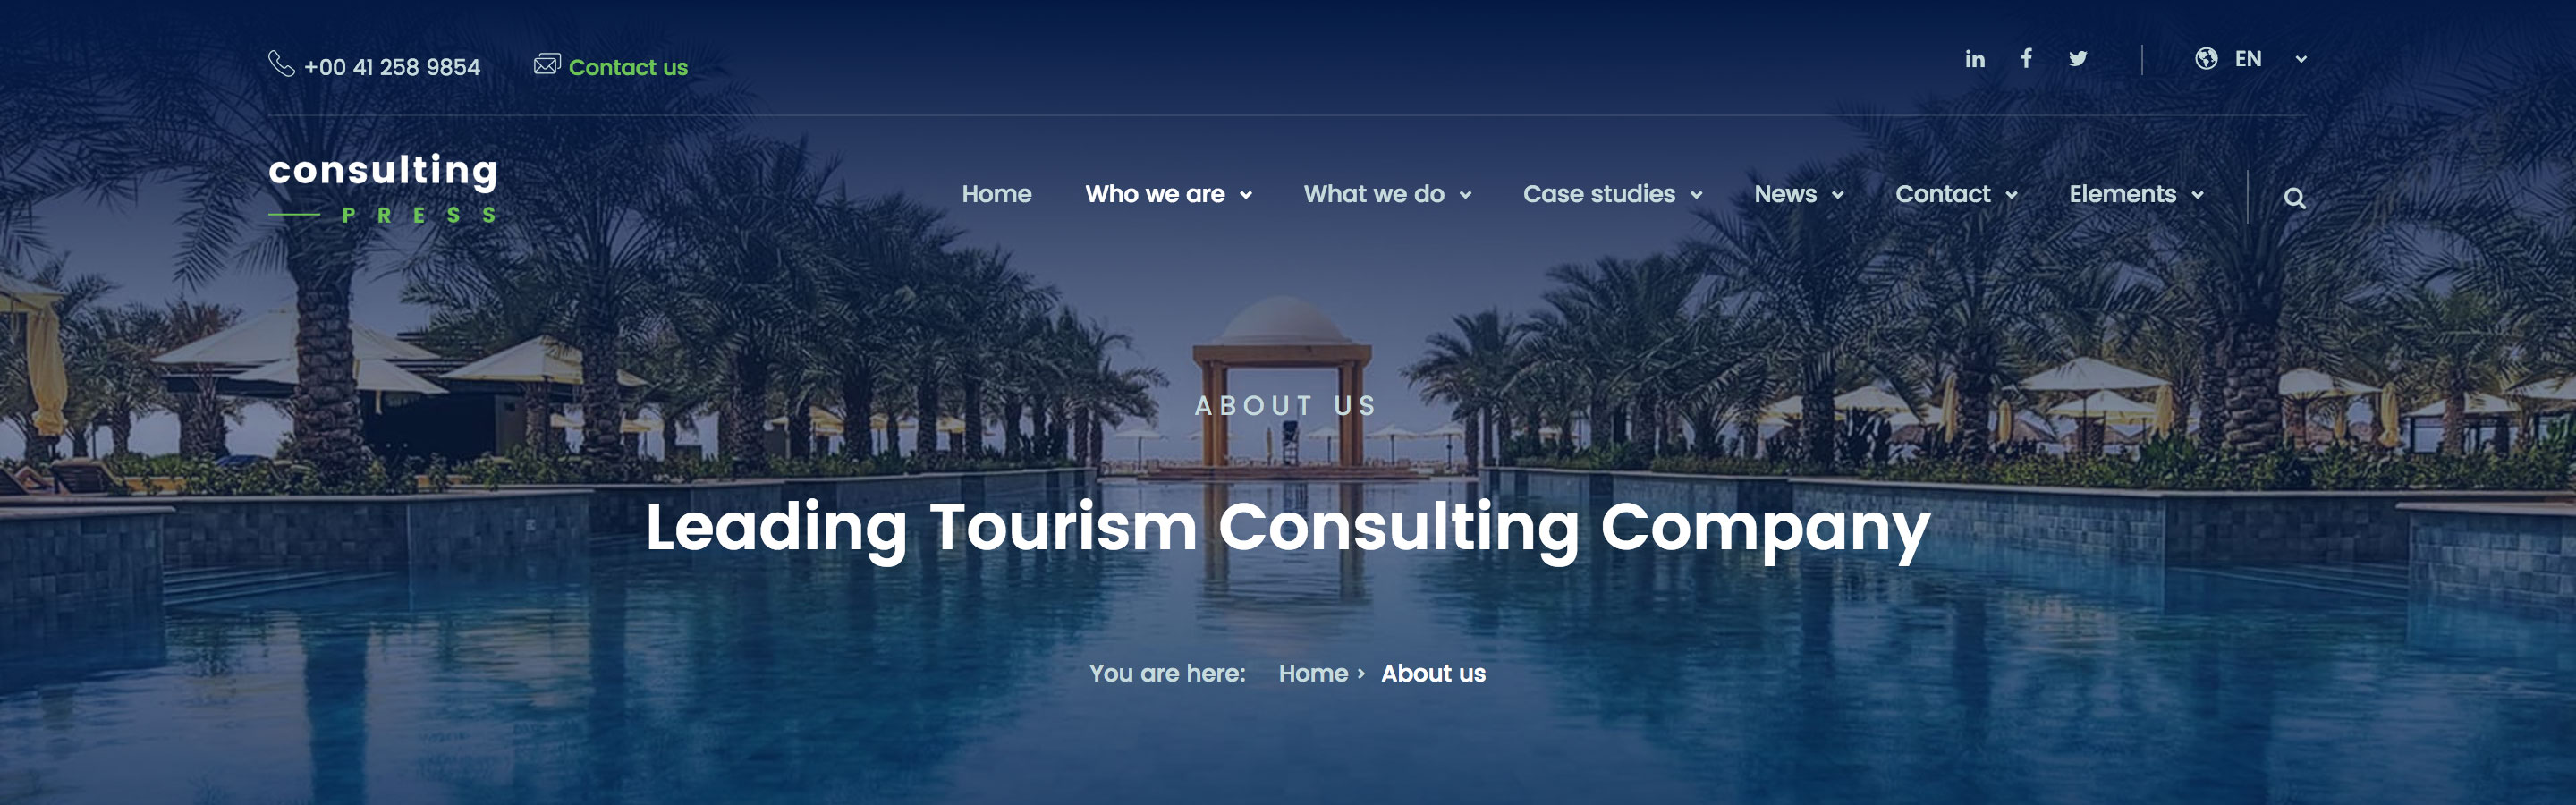 +00 41 258 9854
Contact us
in
EN
consulting
PRESS
Home
Who we are
What we do
Case studies
News
Contact
Elements
ABOUT US
Leading Tourism Consulting Company
You are here: Home > About us